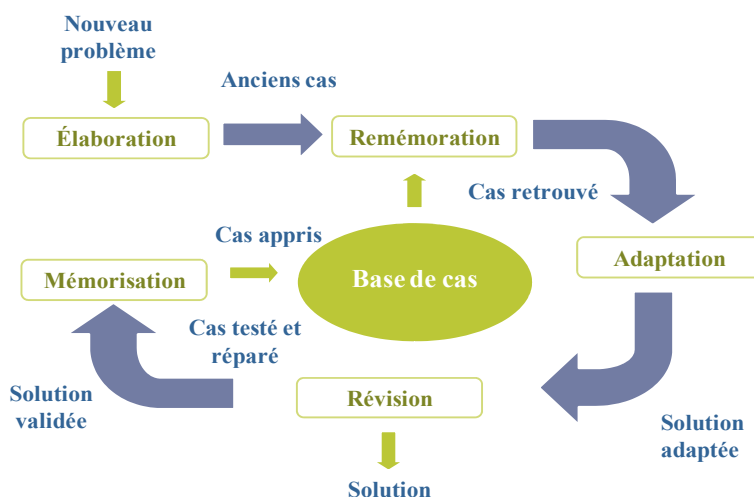 Nouveau
problème
Anciens cas
Élaboration
Remémoration
Cas retrouvé
Cas appris
Adaptation
Mémorisation
Base de cas
Cas testé et
réparé
Solution
validée
Révision
Solution
adaptée
Solution